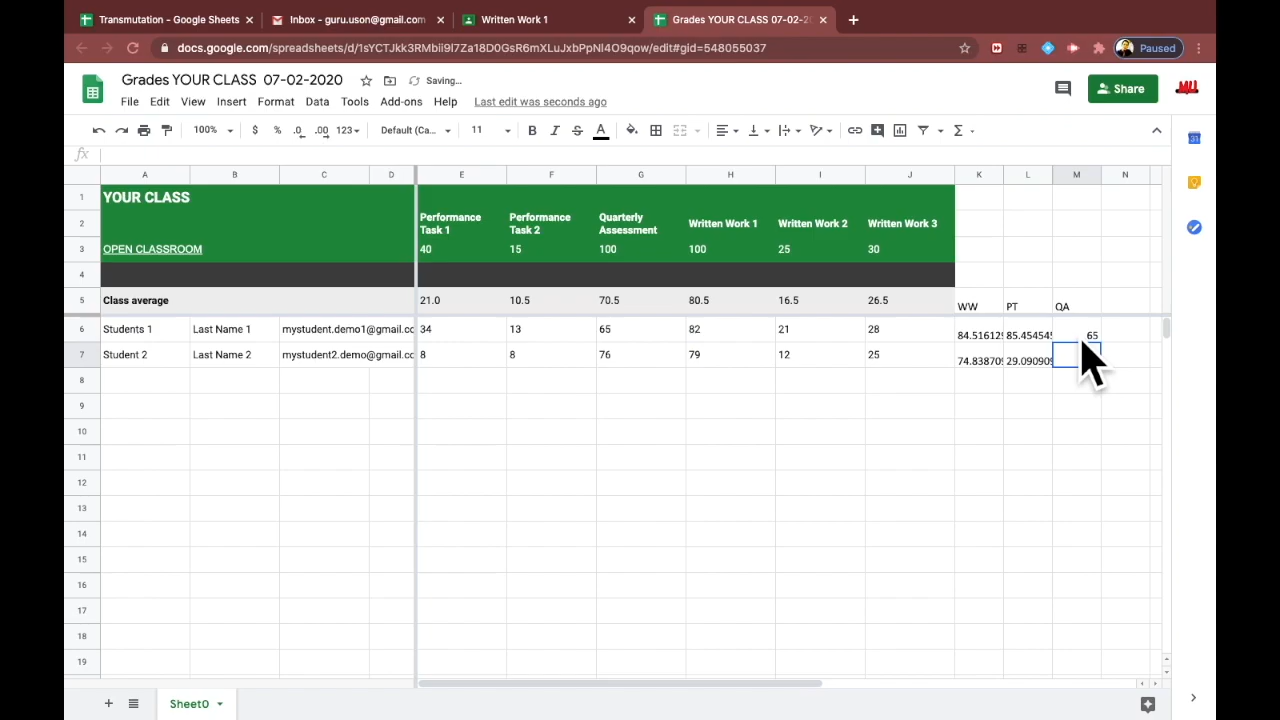 Transmutation - Google Sheets
Inbox - guru.uson@gmail.com
Written Work 1
Grades YOUR CLASS 07-02-2
docs.google.com/spreadsheets/d/1sYCTJkk3RMbii9I7Za18D0GsR6mXLuJxbPpNl4O9qow/edit#gid=548055037
Paused
Grades YOUR CLASS 07-02-2020
Saving...
File Edit View Insert Format Data Tools Add-ons Help Last edit was seconds ago
Share
100% $ % .0 .00 123 Default (Ca... 11 B I S A
fx
A B C D E F G H I J K L M N
1 YOUR CLASS
2 Performance Task 1 Performance Task 2 Quarterly Assessment Written Work 1 Written Work 2 Written Work 3
3 OPEN CLASSROOM 40 15 100 100 25 30
4
5 Class average 21.0 10.5 70.5 80.5 16.5 26.5 WW PT QA
6 Students 1 Last Name 1 mystudent.demo1@gmail.co 34 13 65 82 21 28 84.516129 85.454545 65
7 Student 2 Last Name 2 mystudent2.demo@gmail.co 8 8 76 79 12 25 74.838709 29.090909
8
9
10
11
12
13
14
15
16
17
18
19
Sheet0